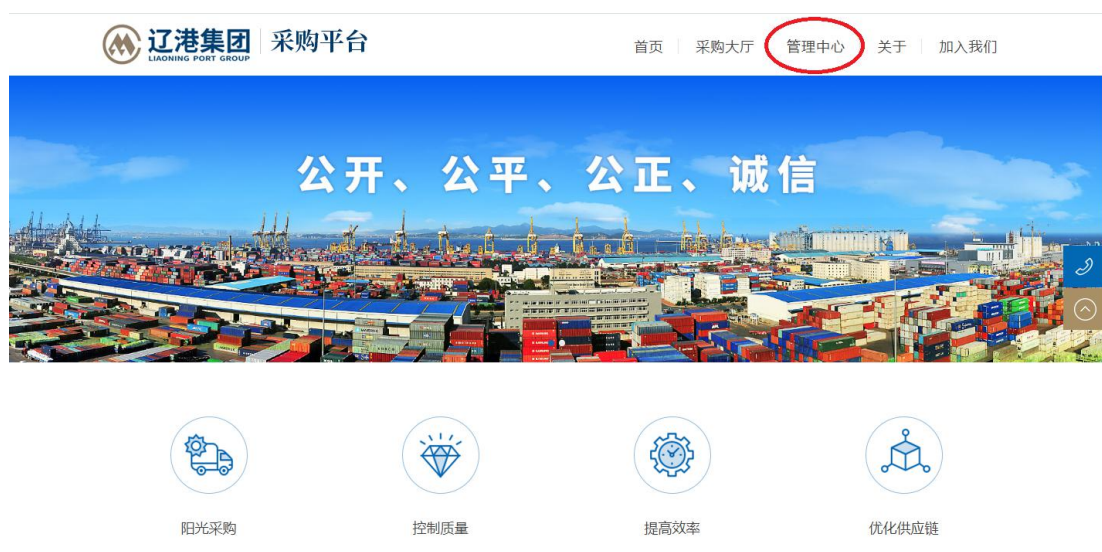 辽港集团
LIAONING PORT GROUP
采购平台
首页 采购大厅 管理中心 关于 加入我们
公开、公平、公正、诚信
阳光采购 控制质量 提高效率 优化供应链